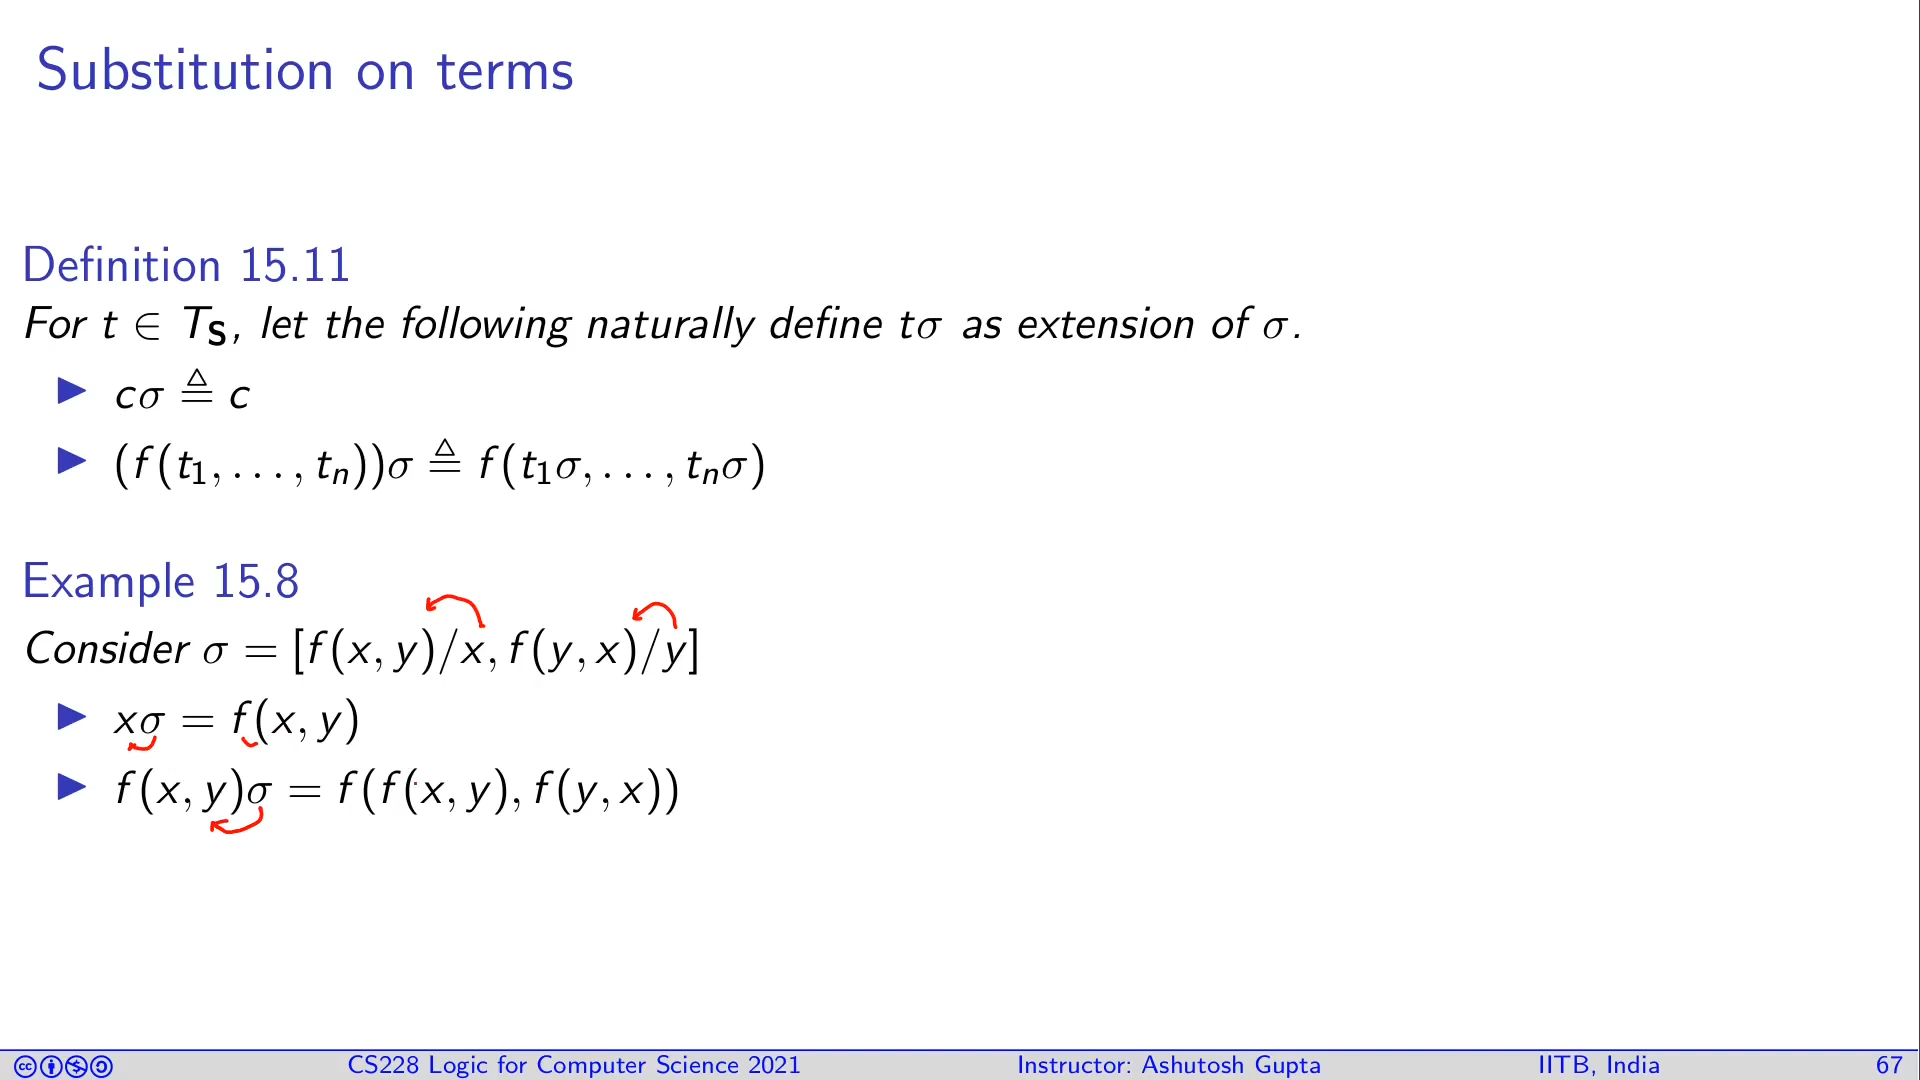 Substitution on terms
Definition 15.11
For t ∈ T_S, let the following naturally define tσ as extension of σ.
▶ cσ ≜ c
▶ (f(t₁, . . . , tₙ))σ ≜ f(t₁σ, . . . , tₙσ)
Example 15.8
Consider σ = [f(x, y)/x, f(y, x)/y]
▶ xσ = f(x, y)
▶ f(x, y)σ = f(f(x, y), f(y, x))
CS228 Logic for Computer Science 2021 Instructor: Ashutosh Gupta IITB, India 67